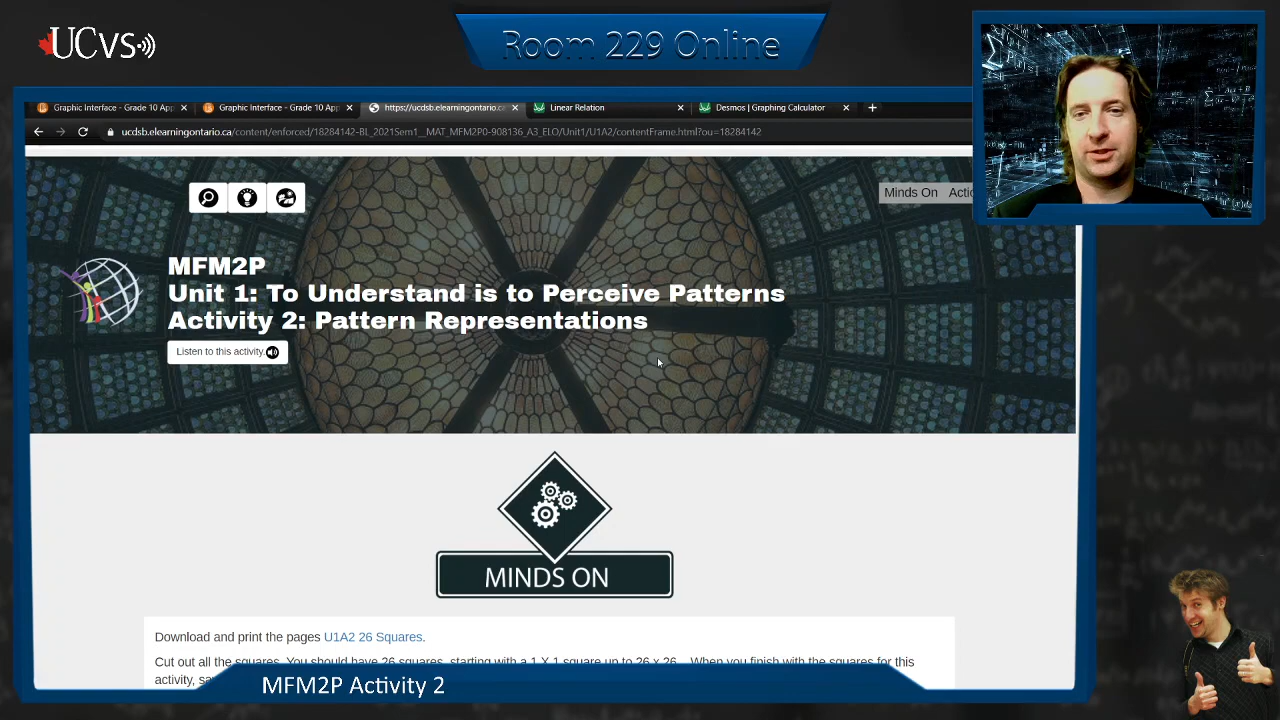 UCvs
Room 229 Online
Graphic Interface - Grade 10 App
Graphic Interface - Grade 10 App
https://ucdsb.elearningontario.ca
Linear Relation
Desmos | Graphing Calculator
ucdsb.elearningontario.ca/content/enforced/18284142-BL_2021Sem1__MAT_MFM2P0-908136_A3_ELO/Unit1/U1A2/contentFrame.html?ou=18284142
Minds On Actio
MFM2P
Unit 1: To Understand is to Perceive Patterns
Activity 2: Pattern Representations
Listen to this activity.
MINDS ON
Download and print the pages U1A2 26 Squares.
Cut out all the squares. You should have 26 squares, starting with a 1 X 1 square up to 26 x 26. When you finish with the squares for this
activity,
MFM2P Activity 2